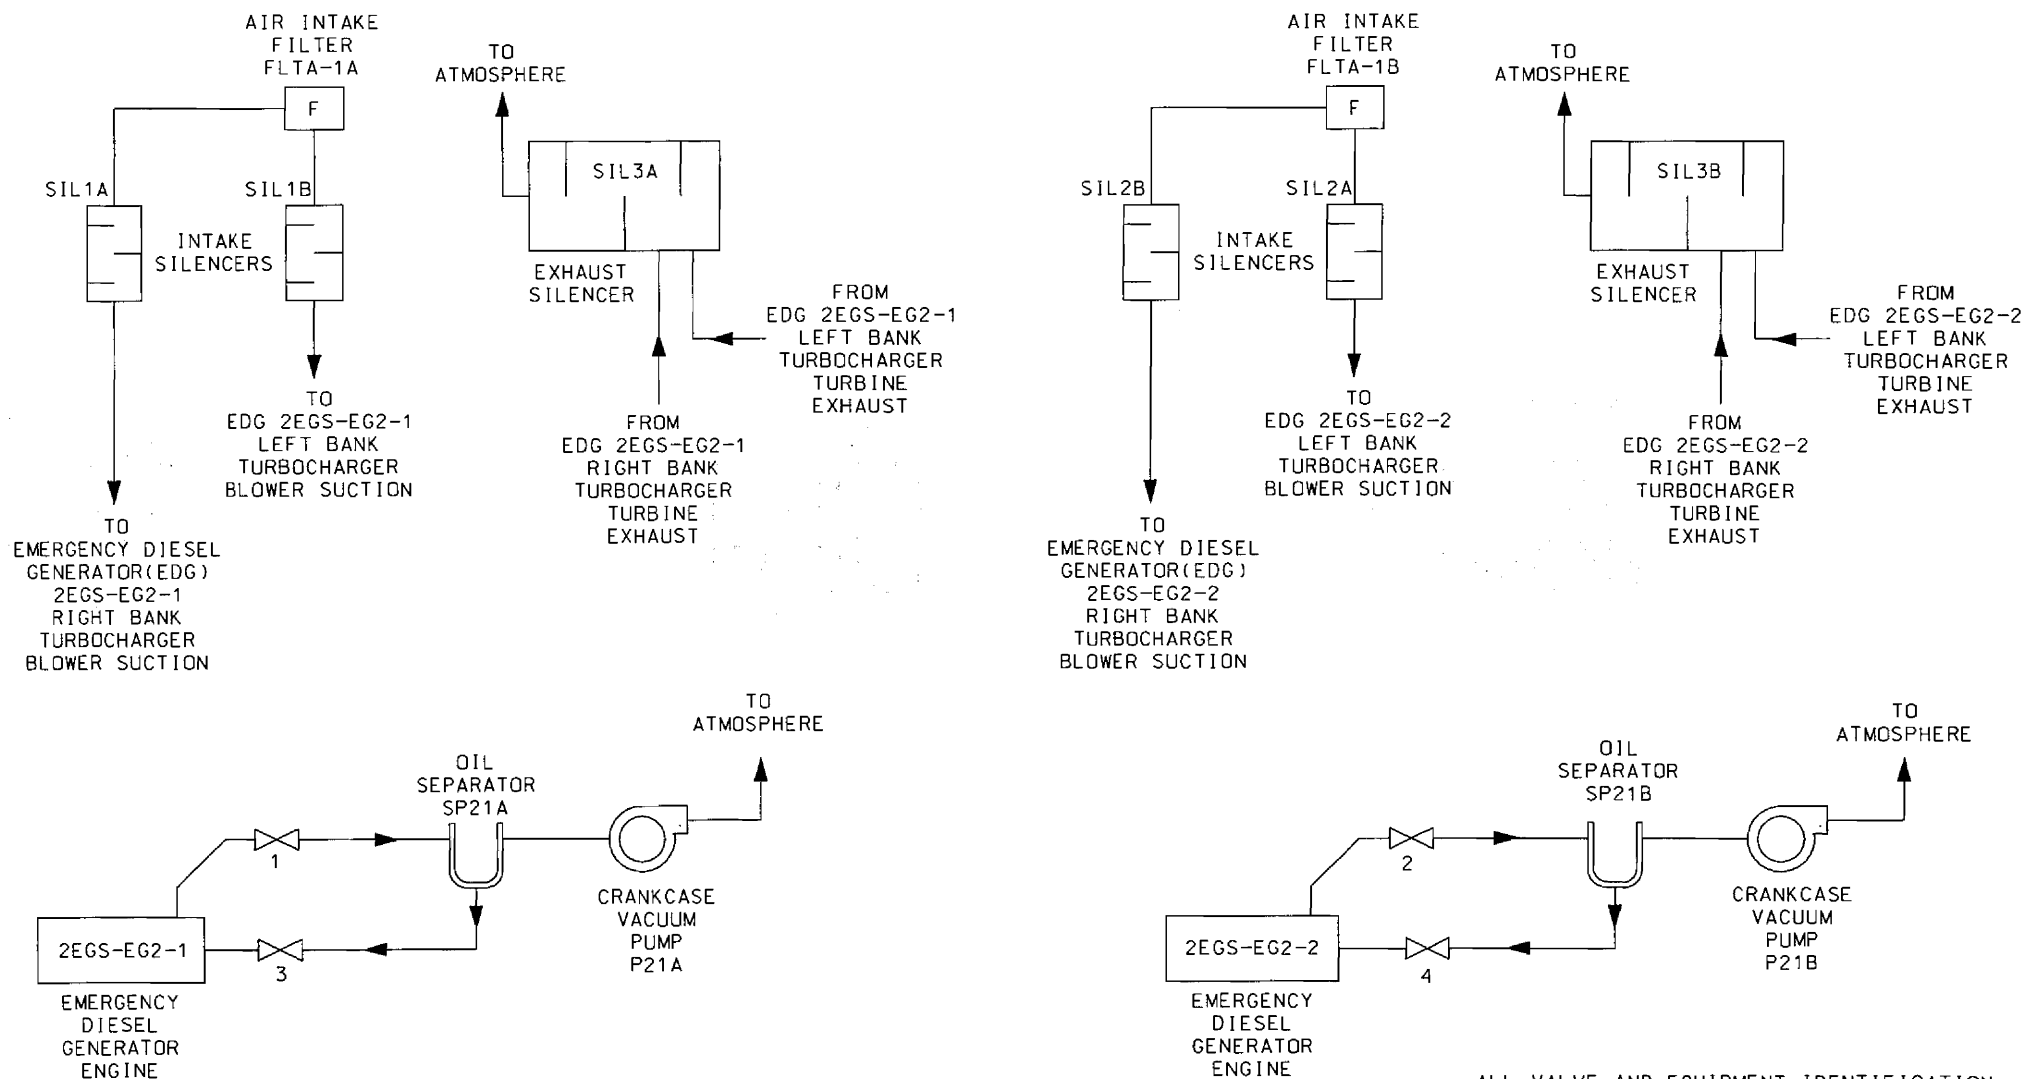 AIR INTAKE
FILTER
FLTA-1A
F
TO
ATMOSPHERE
SIL1A
SIL1B
INTAKE
SILENCERS
SIL3A
EXHAUST
SILENCER
FROM
EDG 2EGS-EG2-1
LEFT BANK
TURBOCHARGER
TURBINE
EXHAUST
TO
EDG 2EGS-EG2-1
LEFT BANK
TURBOCHARGER
BLOWER SUCTION
FROM
EDG 2EGS-EG2-1
RIGHT BANK
TURBOCHARGER
TURBINE
EXHAUST
TO
EMERGENCY DIESEL
GENERATOR(EDG)
2EGS-EG2-1
RIGHT BANK
TURBOCHARGER
BLOWER SUCTION
AIR INTAKE
FILTER
FLTA-1B
F
TO
ATMOSPHERE
SIL2B
SIL2A
INTAKE
SILENCERS
SIL3B
EXHAUST
SILENCER
FROM
EDG 2EGS-EG2-2
LEFT BANK
TURBOCHARGER
TURBINE
EXHAUST
TO
EDG 2EGS-EG2-2
LEFT BANK
TURBOCHARGER
BLOWER SUCTION
FROM
EDG 2EGS-EG2-2
RIGHT BANK
TURBOCHARGER
TURBINE
EXHAUST
TO
EMERGENCY DIESEL
GENERATOR(EDG)
2EGS-EG2-2
RIGHT BANK
TURBOCHARGER
BLOWER SUCTION
TO
ATMOSPHERE
OIL
SEPARATOR
SP21A
1
CRANKCASE
VACUUM
PUMP
P21A
2EGS-EG2-1
3
EMERGENCY
DIESEL
GENERATOR
ENGINE
TO
ATMOSPHERE
OIL
SEPARATOR
SP21B
2
CRANKCASE
VACUUM
PUMP
P21B
2EGS-EG2-2
4
EMERGENCY
DIESEL
GENERATOR
ENGINE
ALL VALVE AND EQUIPMENT IDENTIFICATION